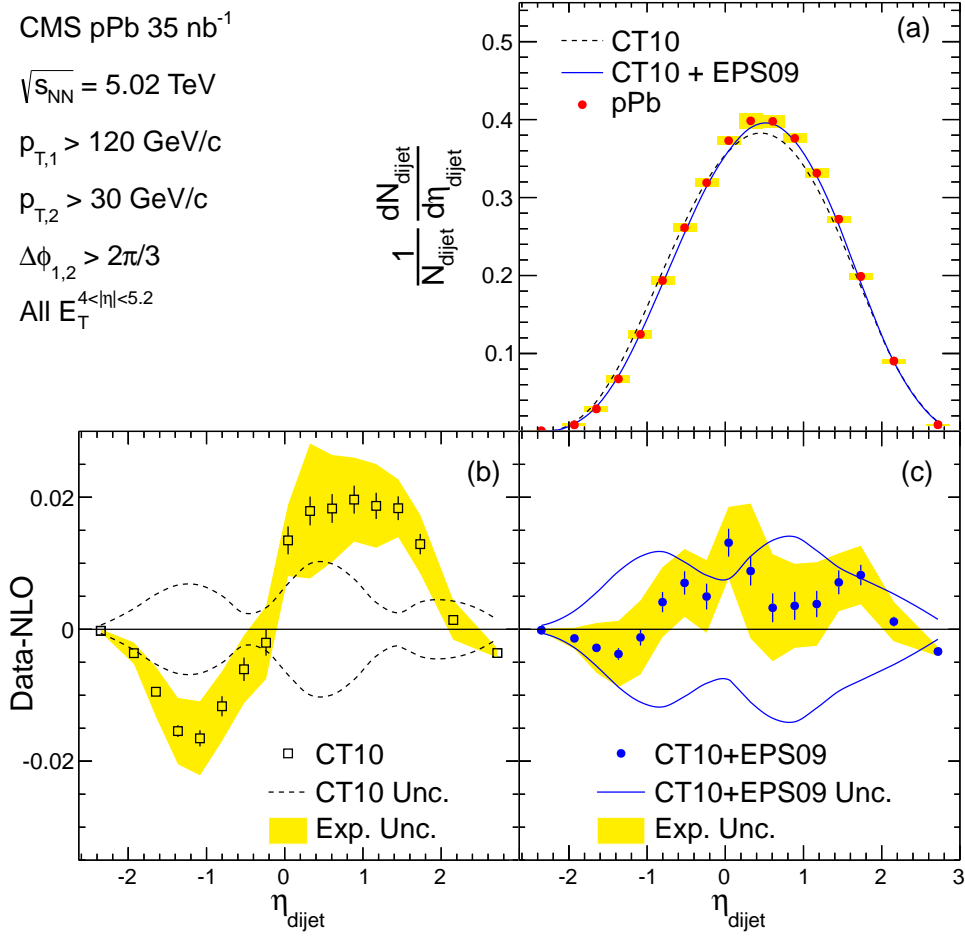 CMS pPb 35 nb⁻¹
√s_NN = 5.02 TeV
p_T,1 > 120 GeV/c
p_T,2 > 30 GeV/c
Δϕ_1,2 > 2π/3
All E_T^4<|η|<5.2
(a)
CT10
CT10 + EPS09
pPb
1/N_dijet dN_dijet/dη_dijet
0.5
0.4
0.3
0.2
0.1
(b)
Data-NLO
0.02
0
-0.02
CT10
CT10 Unc.
Exp. Unc.
-2 -1 0 1 2
η_dijet
(c)
CT10+EPS09
CT10+EPS09 Unc.
Exp. Unc.
-2 -1 0 1 2 3
η_dijet